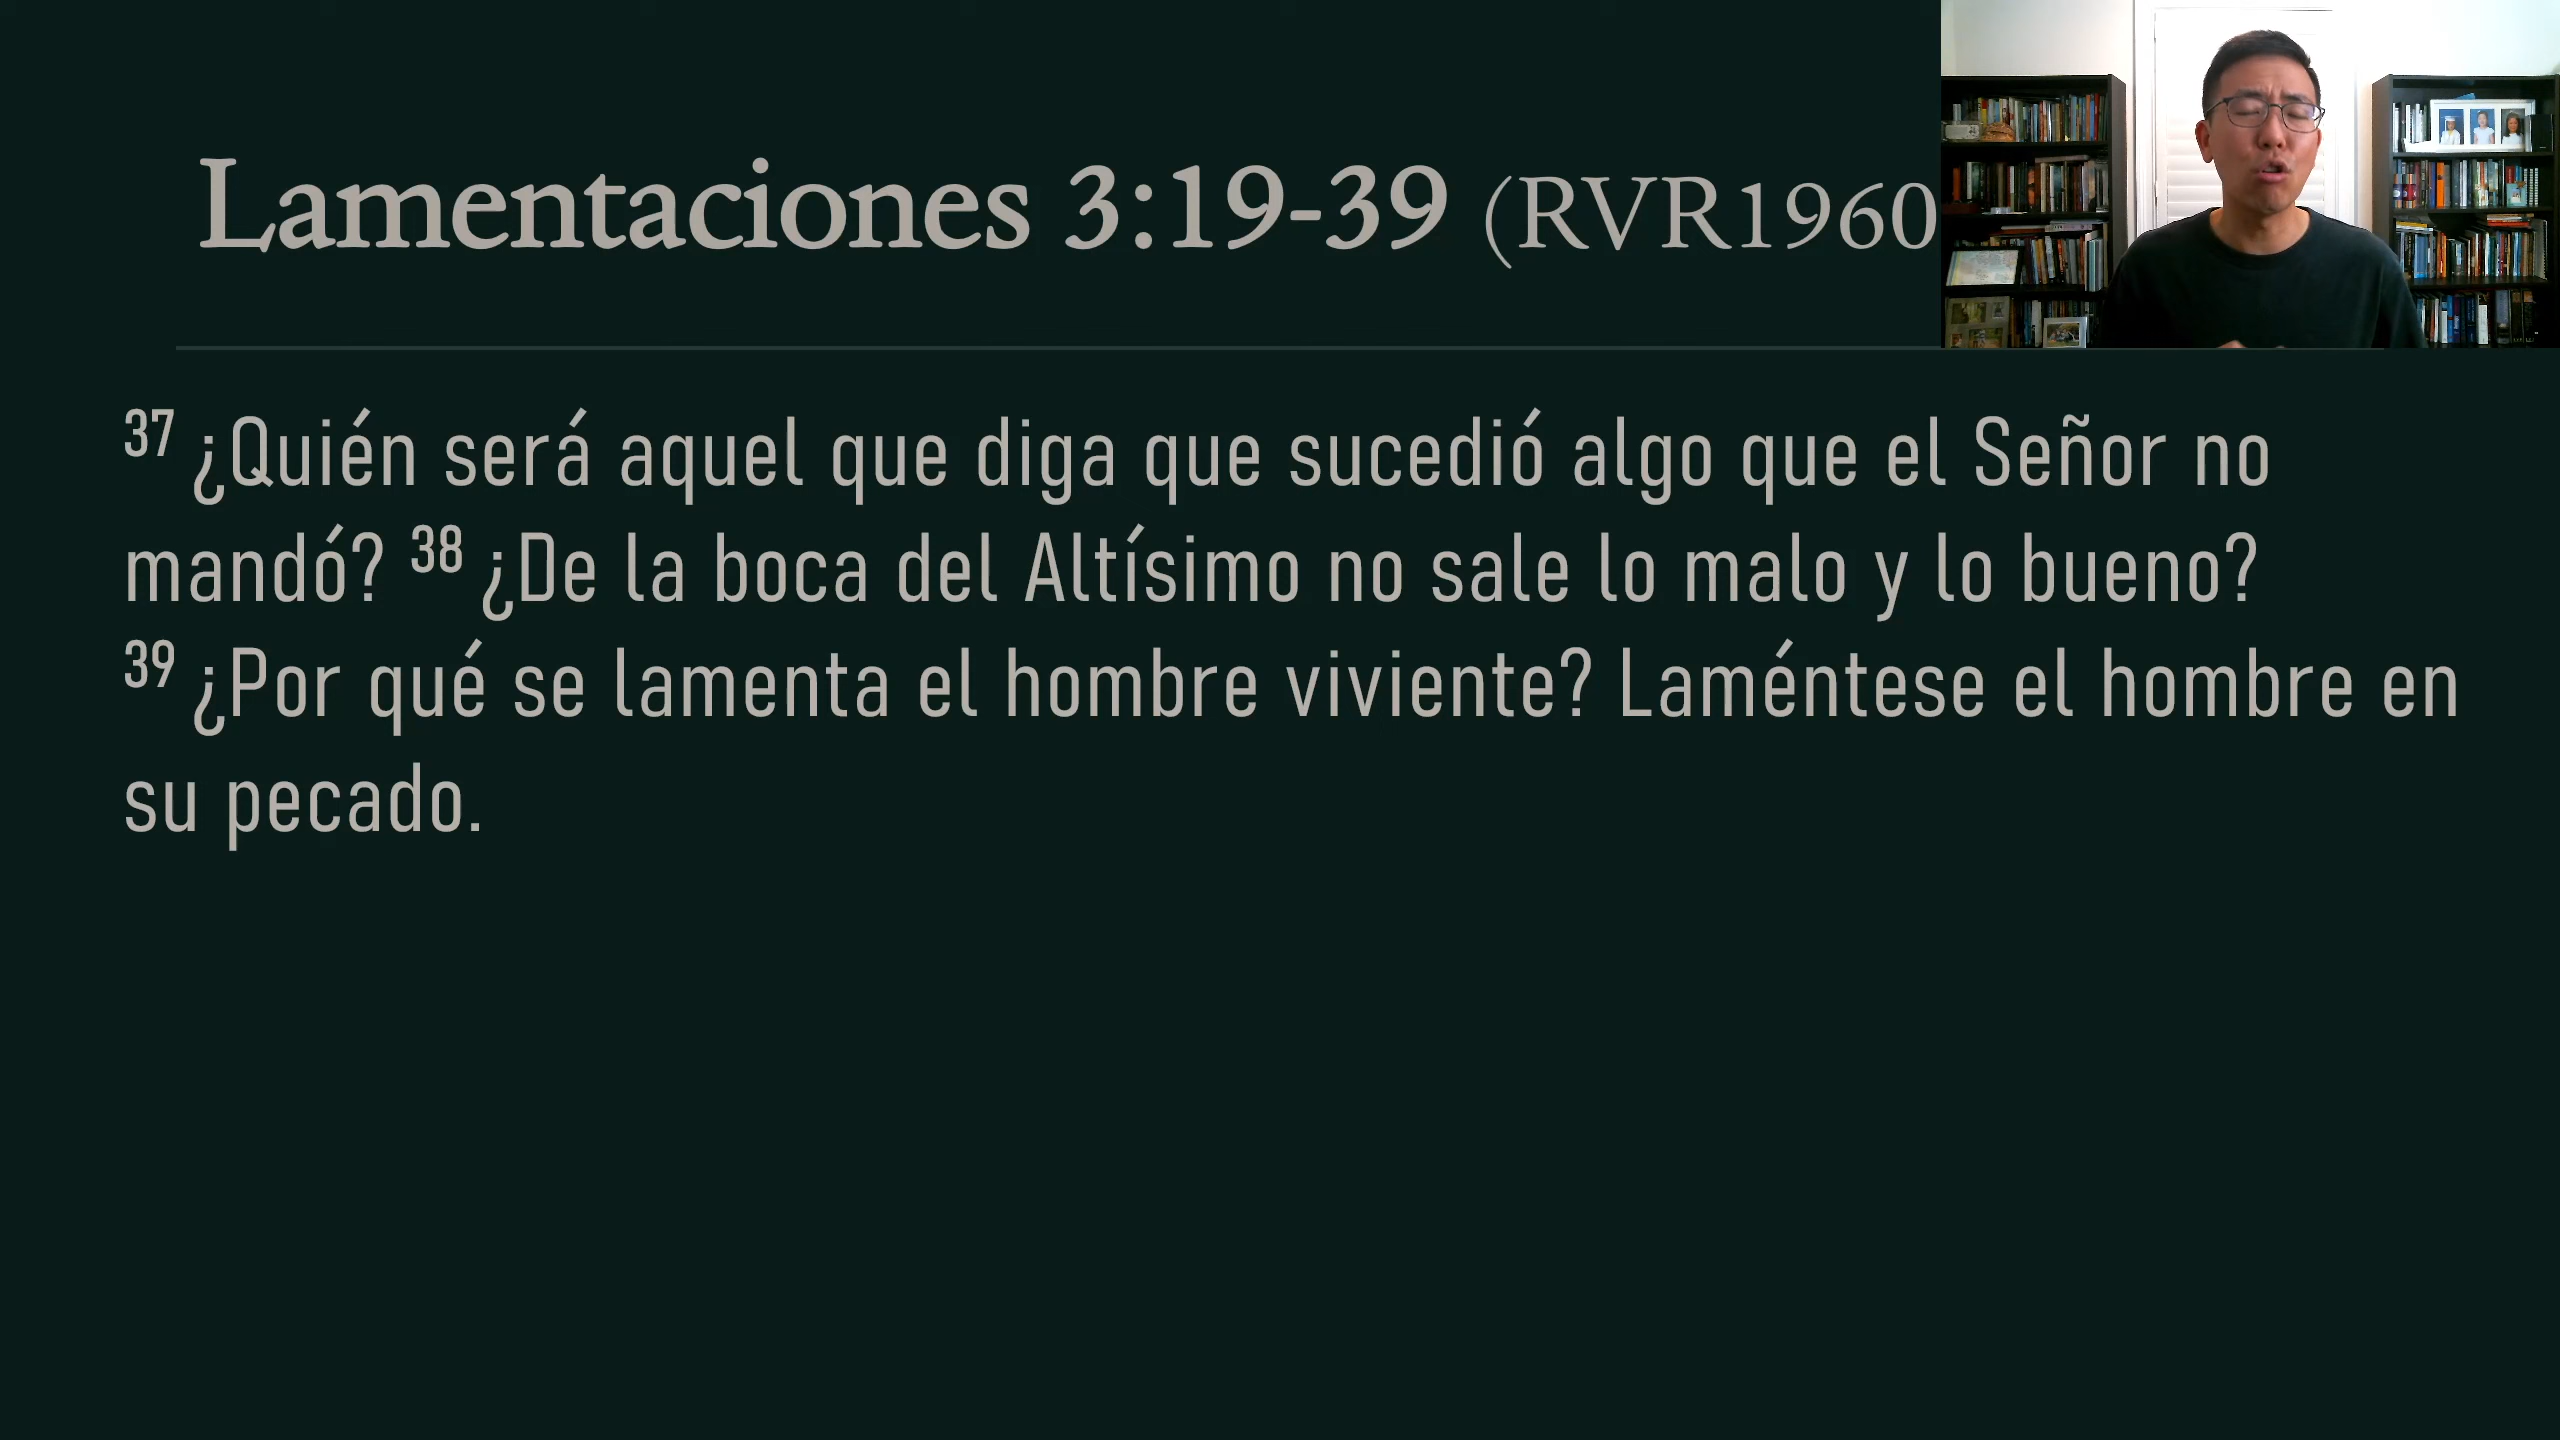 Lamentaciones 3:19-39 (RVR1960
37 ¿Quién será aquel que diga que sucedió algo que el Señor no
mandó? 38 ¿De la boca del Altísimo no sale lo malo y lo bueno?
39 ¿Por qué se lamenta el hombre viviente? Laméntese el hombre en
su pecado.